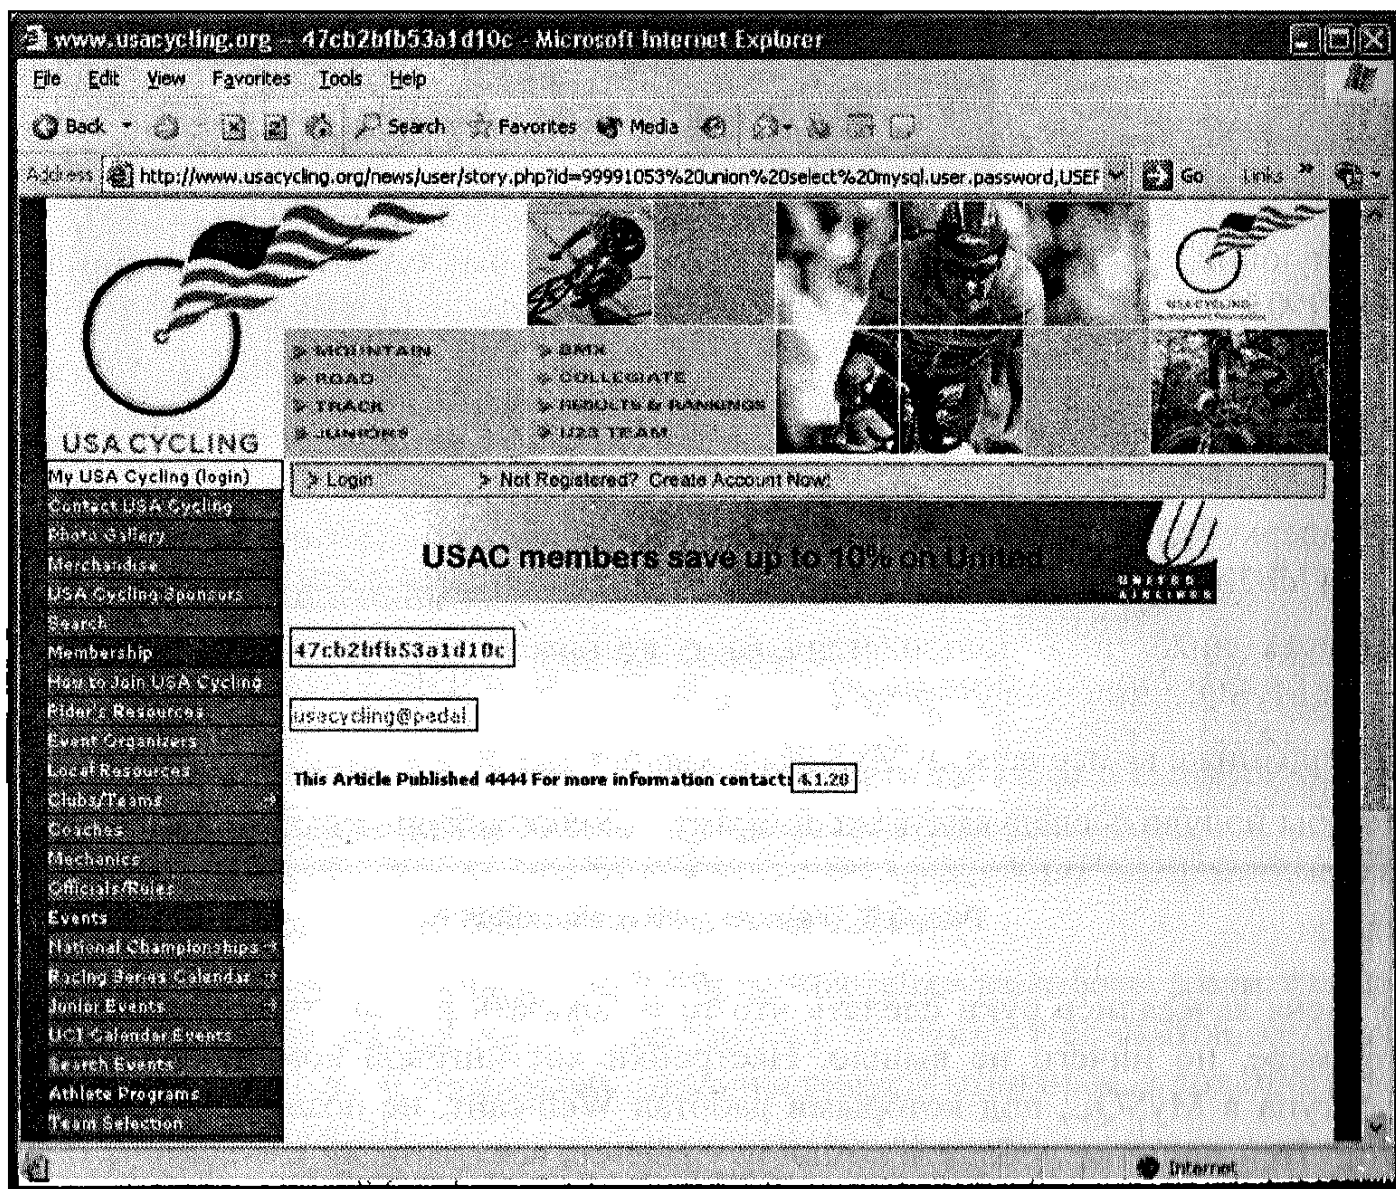 www.usacycling.org -- 47cb2bfb53a1d10c - Microsoft Internet Explorer
File Edit View Favorites Tools Help
Back Search Favorites Media
Address http://www.usacycling.org/news/user/story.php?id=99991053%20union%20select%20mysql.user.password,USER Go Links »
USA CYCLING
> MOUNTAIN > BMX
> ROAD > COLLEGIATE
> TRACK > RESULTS & RANKINGS
> JUNIORS > U23 TEAM
USA CYCLING
My USA Cycling (login)
> Login > Not Registered? Create Account Now!
Contact USA Cycling
Photo Gallery
Merchandise
USA Cycling Sponsors
Search
Membership
How to Join USA Cycling
Rider's Resources
Event Organizers
Local Resources
Clubs/Teams
Coaches
Mechanics
Officials/Rules
Events
National Championships
Racing Series Calendar
Junior Events
UCI Calendar Events
Search Events
Athlete Programs
Team Selection
USAC members save up to 10% on United
UNITED
AIRLINES
47cb2bfb53a1d10c
usacycling@pedal
This Article Published 4444 For more information contact: 4.1.20
Internet